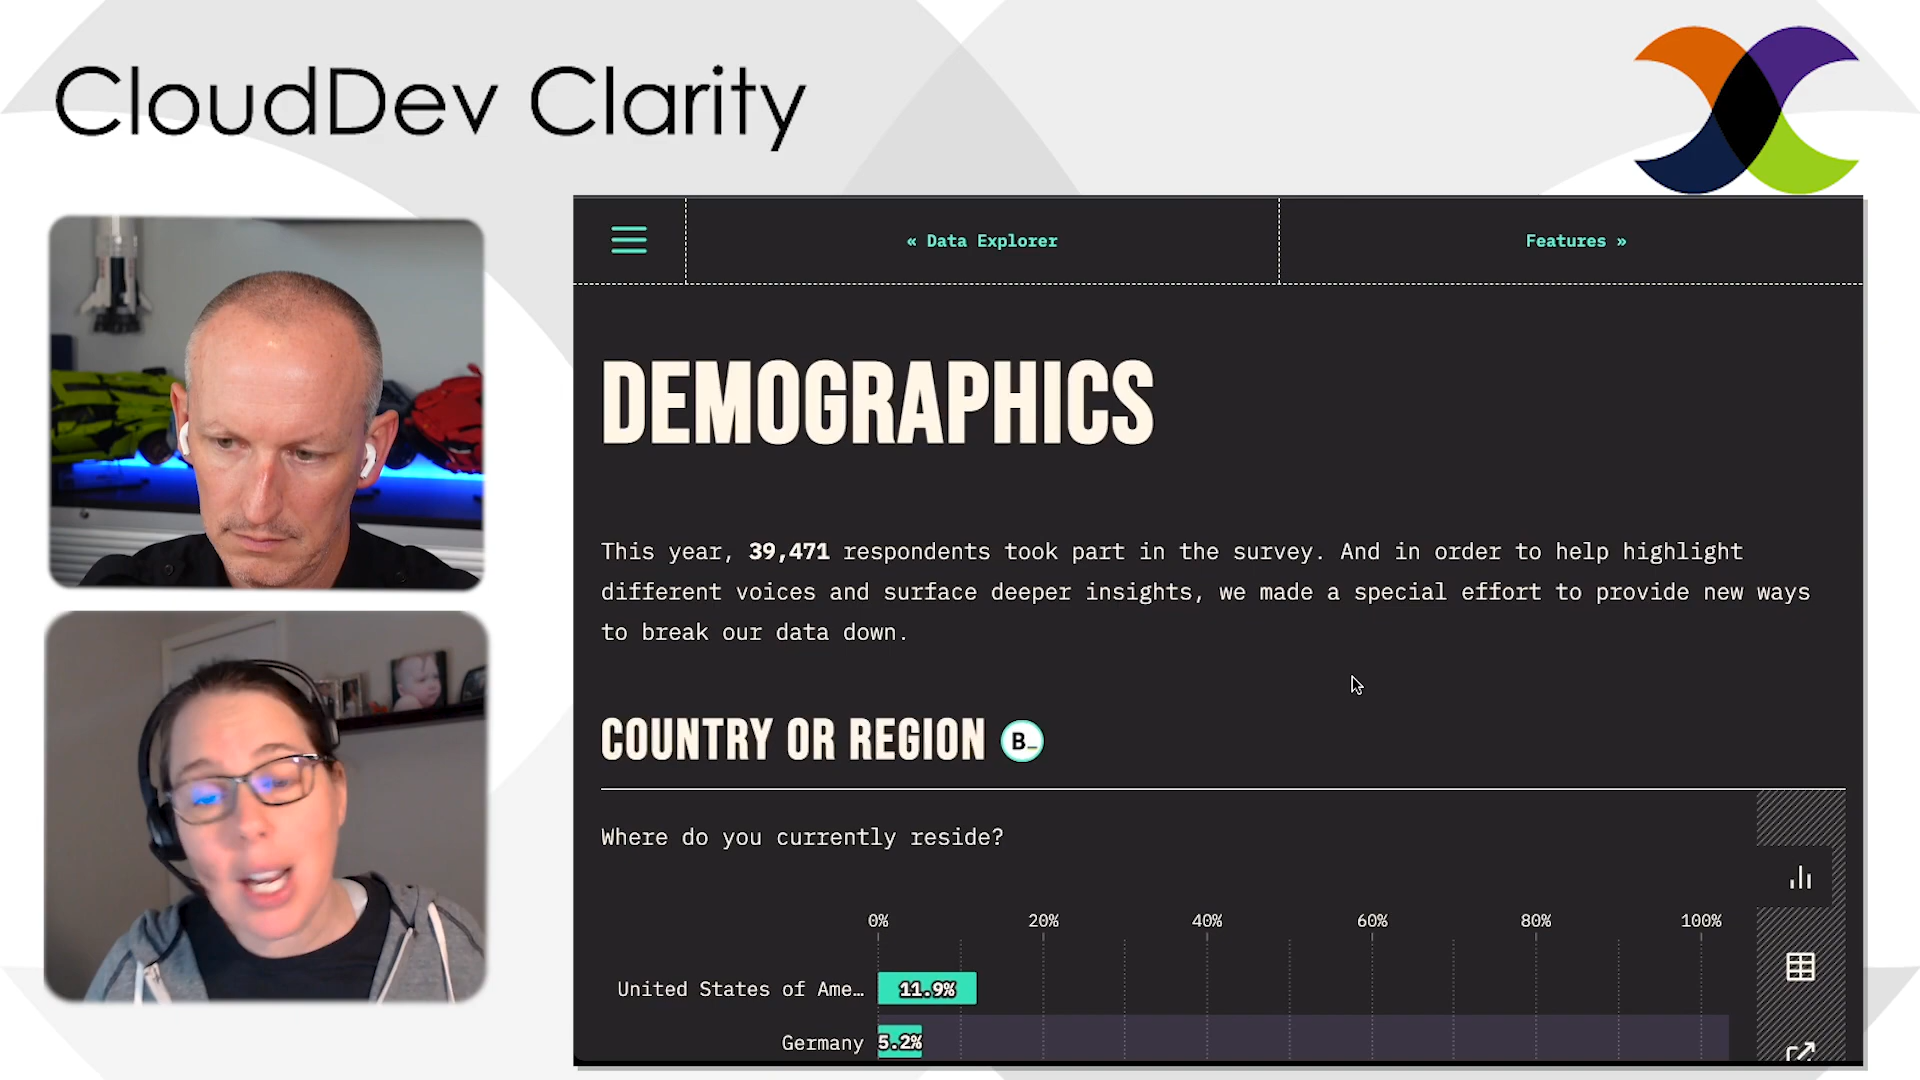 CloudDev Clarity
« Data Explorer
Features »
DEMOGRAPHICS
This year, 39,471 respondents took part in the survey. And in order to help highlight
different voices and surface deeper insights, we made a special effort to provide new ways
to break our data down.
COUNTRY OR REGION B_
Where do you currently reside?
0% 20% 40% 60% 80% 100%
United States of Ame… 11.9%
Germany 5.2%